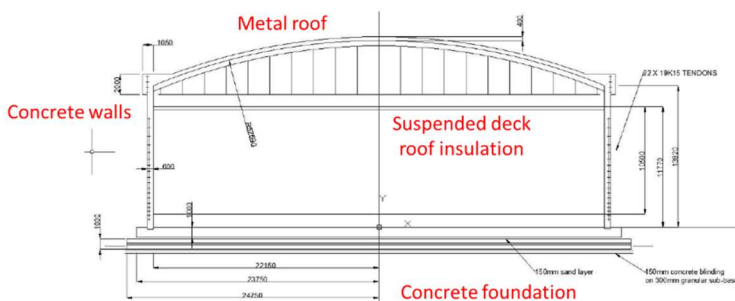 Metal roof
400
1050
2000
22 X 19K15 TENDONS
Concrete walls
Suspended deck
roof insulation
600
10500
11770
13820
Y
X
1000
1000
22150
150mm sand layer
450mm concrete blinding
on 300mm granular sub-base
23750
24750
Concrete foundation